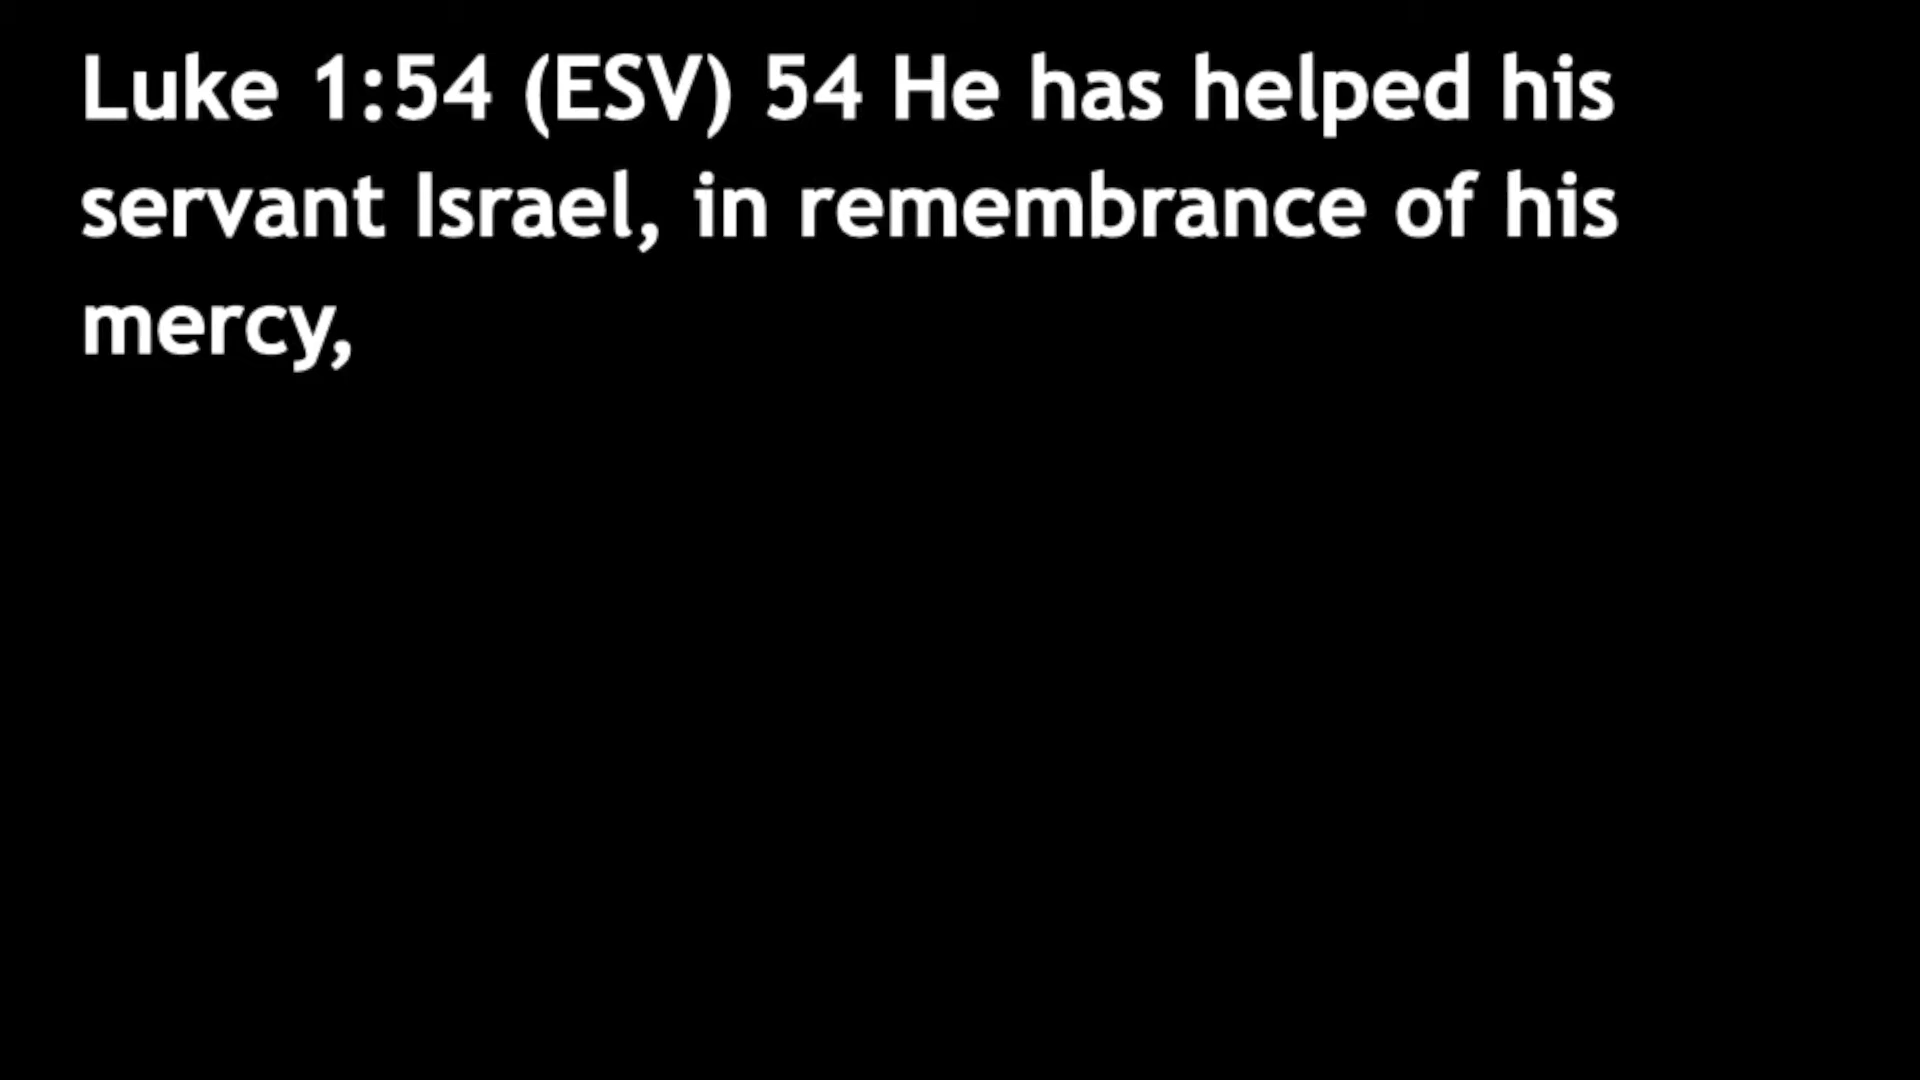 Luke 1:54 (ESV) 54 He has helped his
servant Israel, in remembrance of his
mercy,